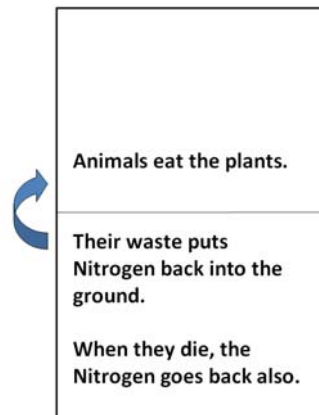 Animals eat the plants.
Their waste puts
Nitrogen back into the
ground.
When they die, the
Nitrogen goes back also.